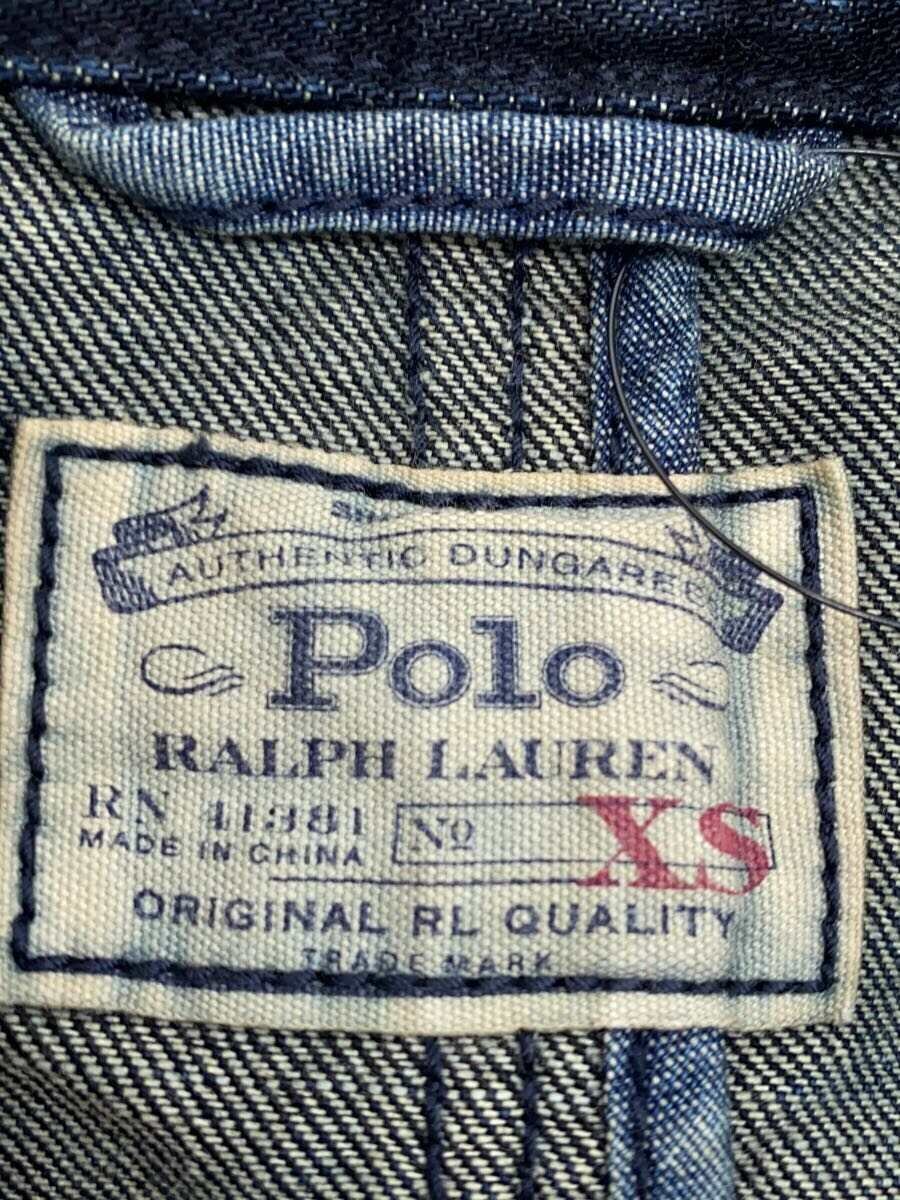 AUTHENTIC DUNGAREE
Polo
RALPH LAUREN
RN 41381
MADE IN CHINA
No XS
ORIGINAL RL QUALITY
TRADE MARK